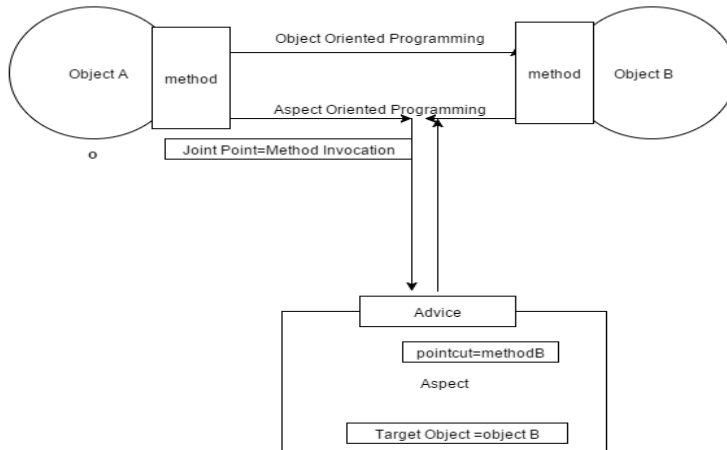 Object Oriented Programming
Object A
method
method
Object B
Aspect Oriented Programming
Joint Point=Method Invocation
o
Advice
pointcut=methodB
Aspect
Target Object =object B